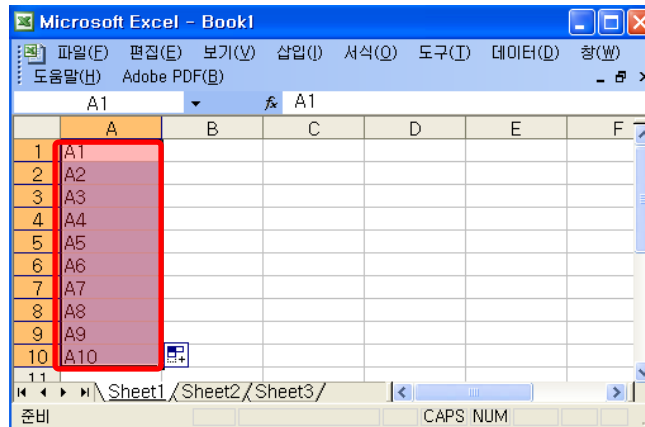 Microsoft Excel - Book1
파일(F) 편집(E) 보기(V) 삽입(I) 서식(O) 도구(T) 데이터(D) 창(W)
도움말(H) Adobe PDF(B)
A1 fx A1
A B C D E F
1 A1
2 A2
3 A3
4 A4
5 A5
6 A6
7 A7
8 A8
9 A9
10 A10
11
Sheet1 Sheet2 Sheet3
준비 CAPS NUM